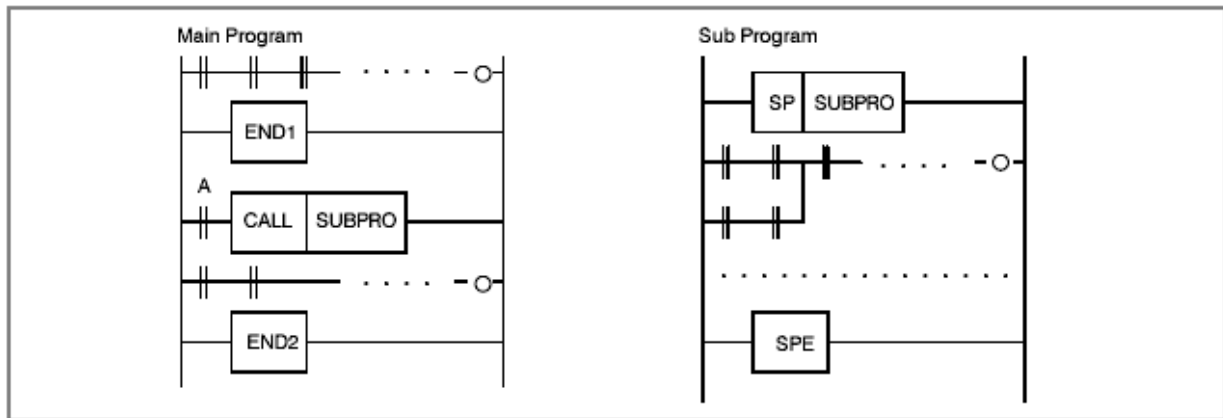 Main Program
END1
A
CALL SUBPRO
END2
Sub Program
SP SUBPRO
SPE